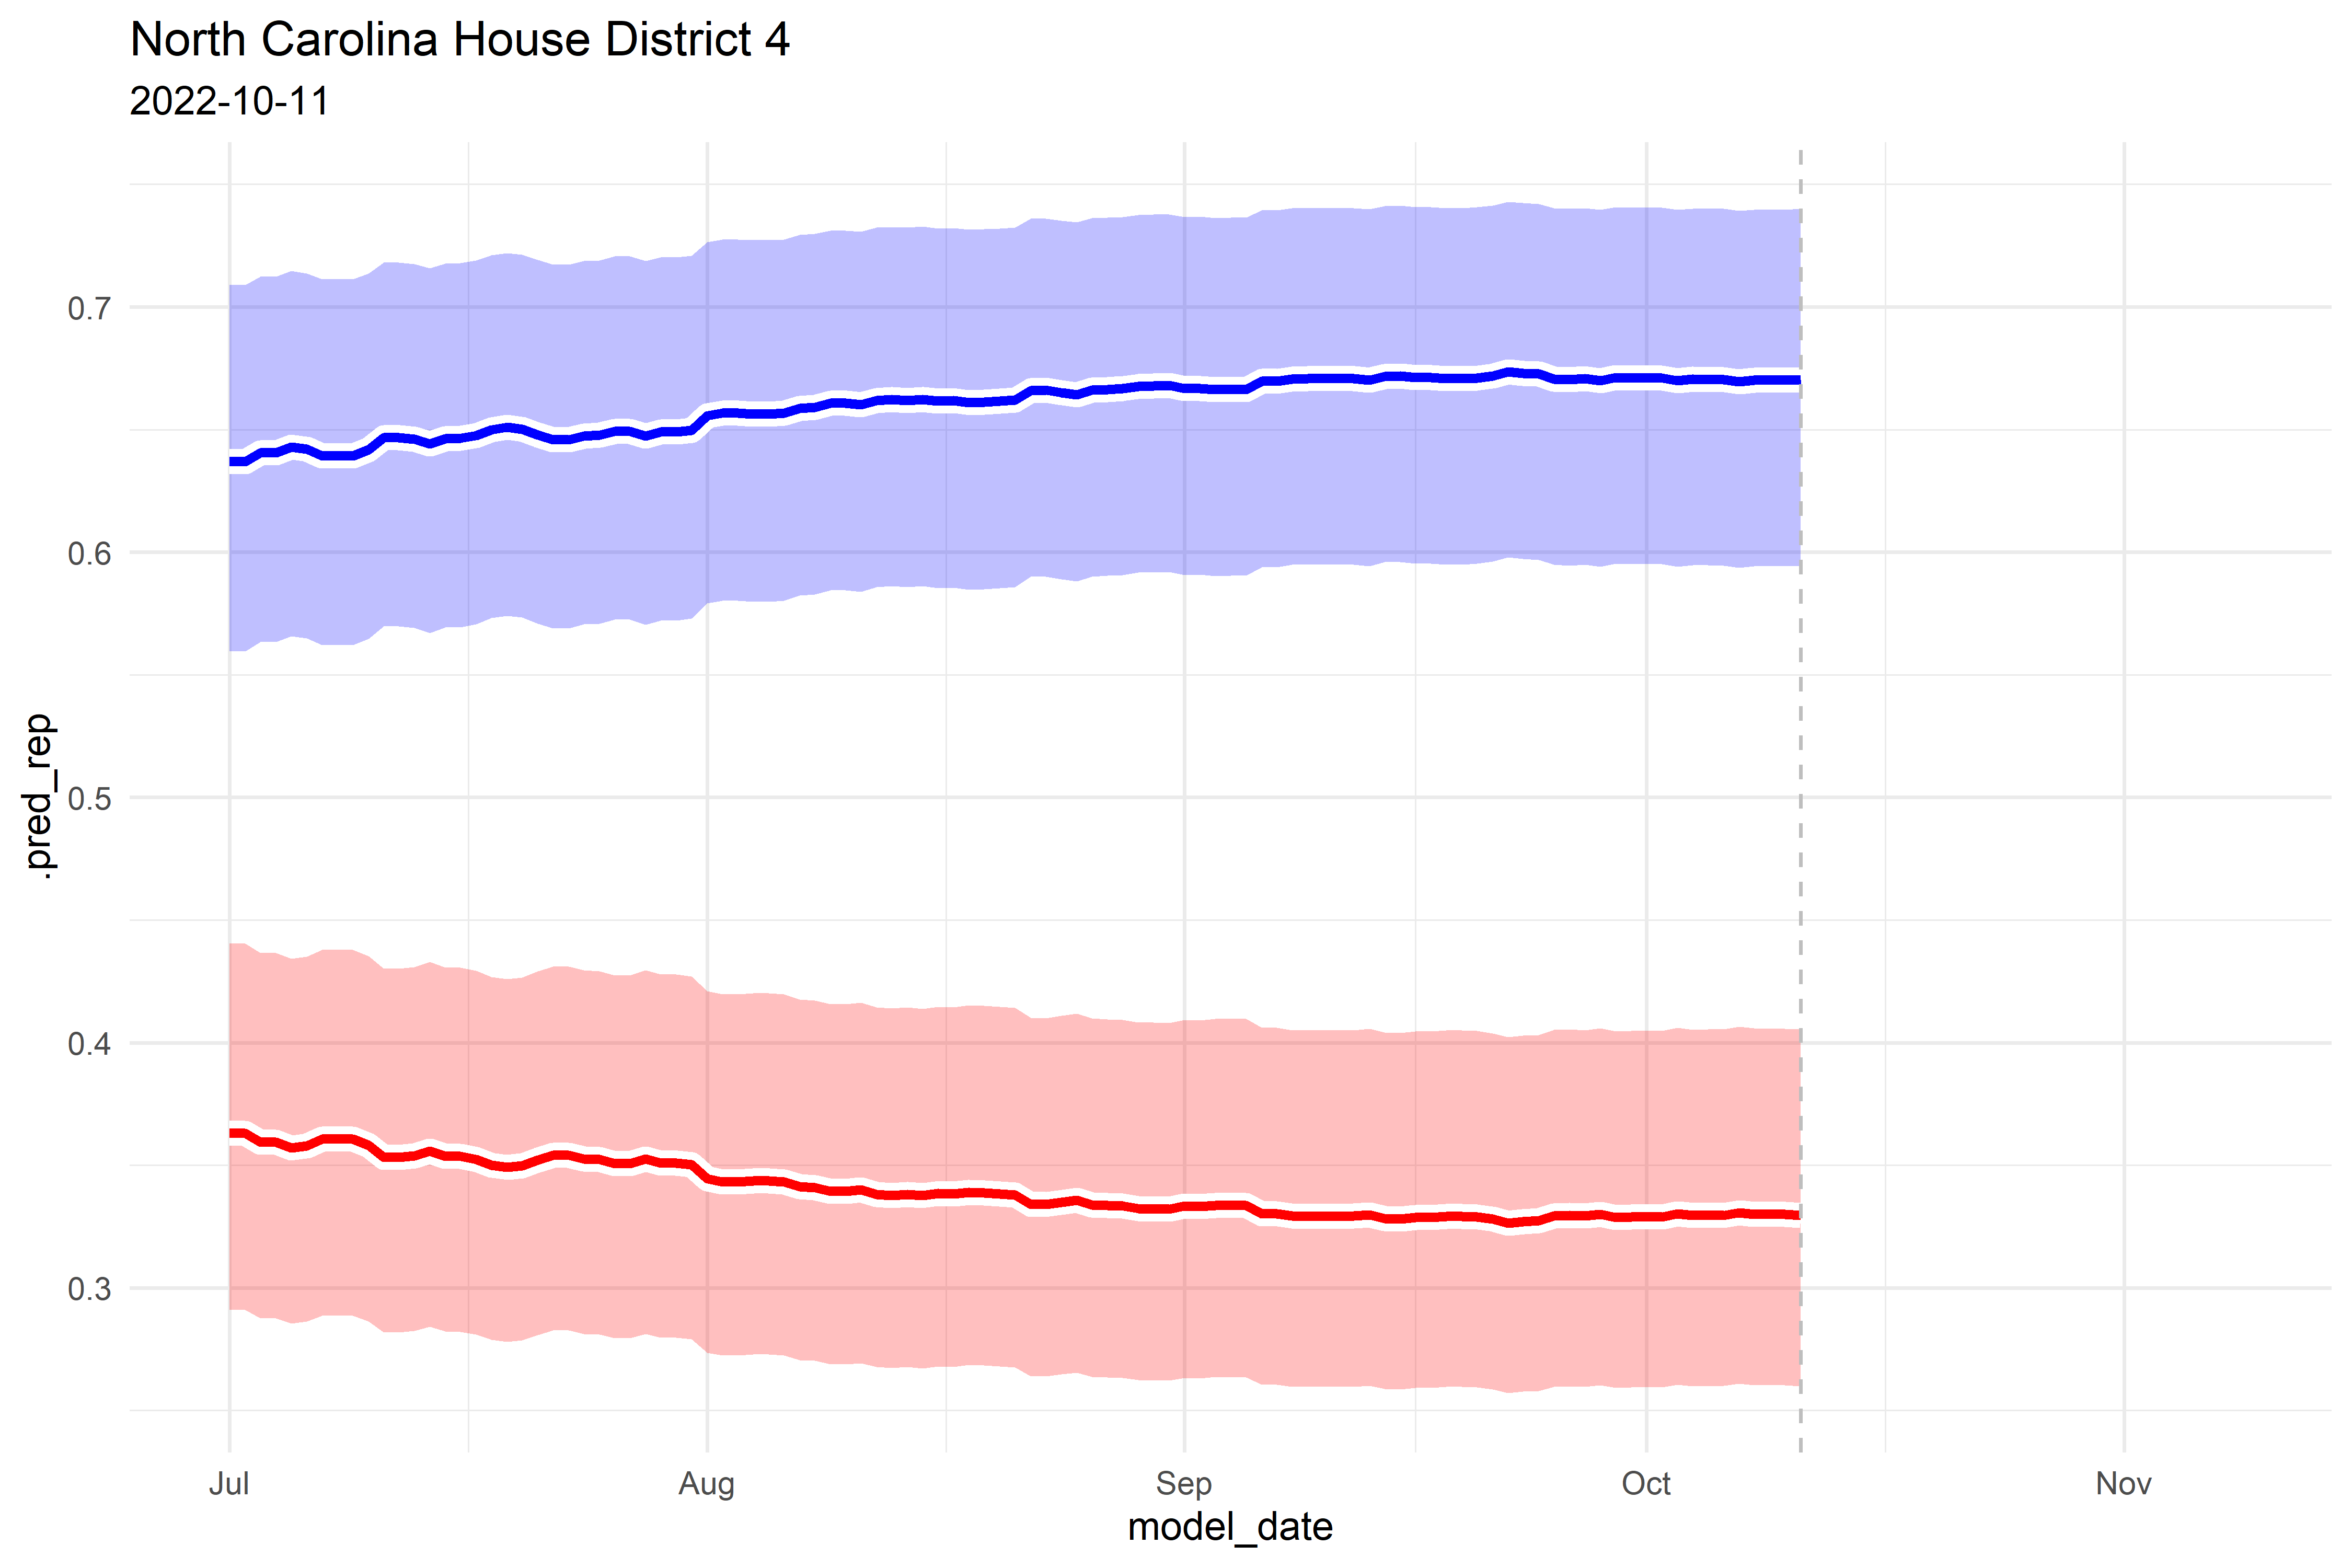 North Carolina House District 4
2022-10-11
.pred_rep
0.7
0.6
0.5
0.4
0.3
Jul Aug Sep Oct Nov
model_date